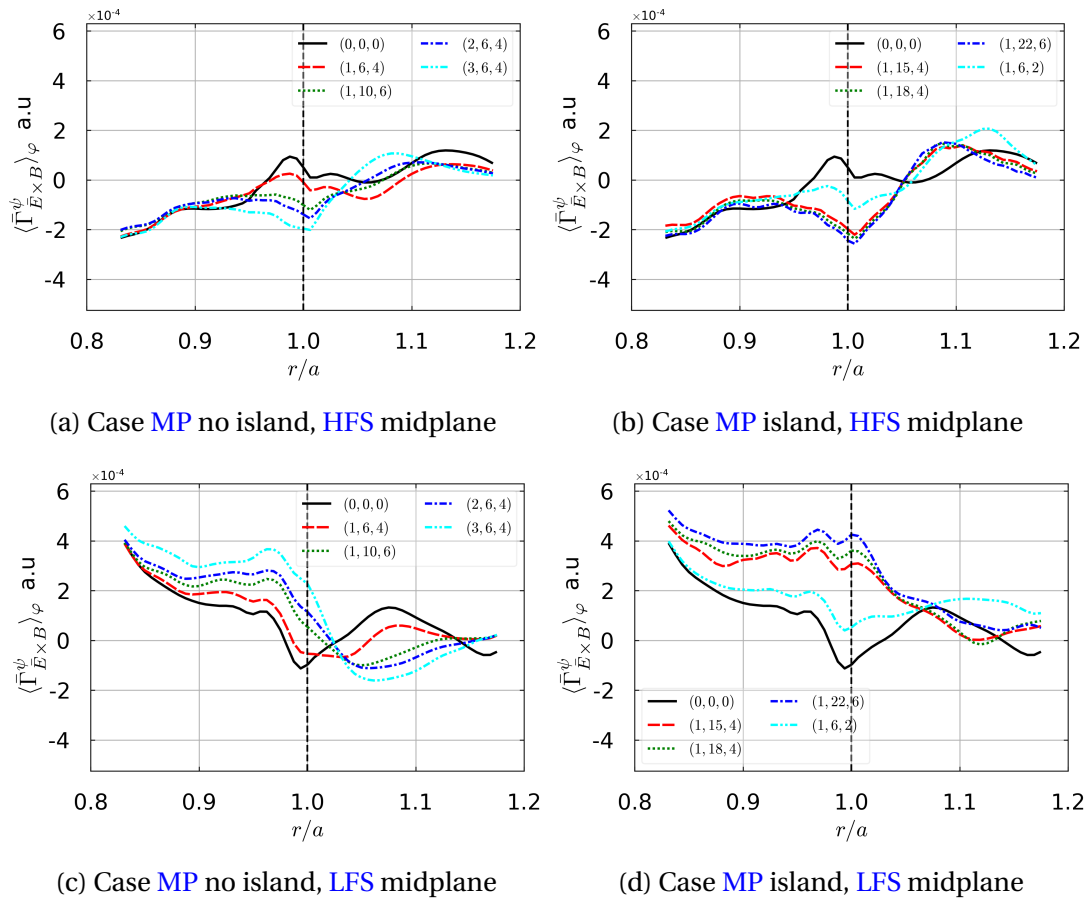 ×10⁻⁴
6
4
2
0
-2
-4
⟨Γ̄^ψ_{Ē×B}⟩_φ a.u
(0, 0, 0)
(1, 6, 4)
(1, 10, 6)
(2, 6, 4)
(3, 6, 4)
0.8 0.9 1.0 1.1 1.2
r/a
(a) Case MP no island, HFS midplane
×10⁻⁴
6
4
2
0
-2
-4
⟨Γ̄^ψ_{Ē×B}⟩_φ a.u
(0, 0, 0)
(1, 15, 4)
(1, 18, 4)
(1, 22, 6)
(1, 6, 2)
0.8 0.9 1.0 1.1 1.2
r/a
(b) Case MP island, HFS midplane
×10⁻⁴
6
4
2
0
-2
-4
⟨Γ̄^ψ_{Ē×B}⟩_φ a.u
(0, 0, 0)
(1, 6, 4)
(1, 10, 6)
(2, 6, 4)
(3, 6, 4)
0.8 0.9 1.0 1.1 1.2
r/a
(c) Case MP no island, LFS midplane
×10⁻⁴
6
4
2
0
-2
-4
⟨Γ̄^ψ_{Ē×B}⟩_φ a.u
(0, 0, 0)
(1, 15, 4)
(1, 18, 4)
(1, 22, 6)
(1, 6, 2)
0.8 0.9 1.0 1.1 1.2
r/a
(d) Case MP island, LFS midplane